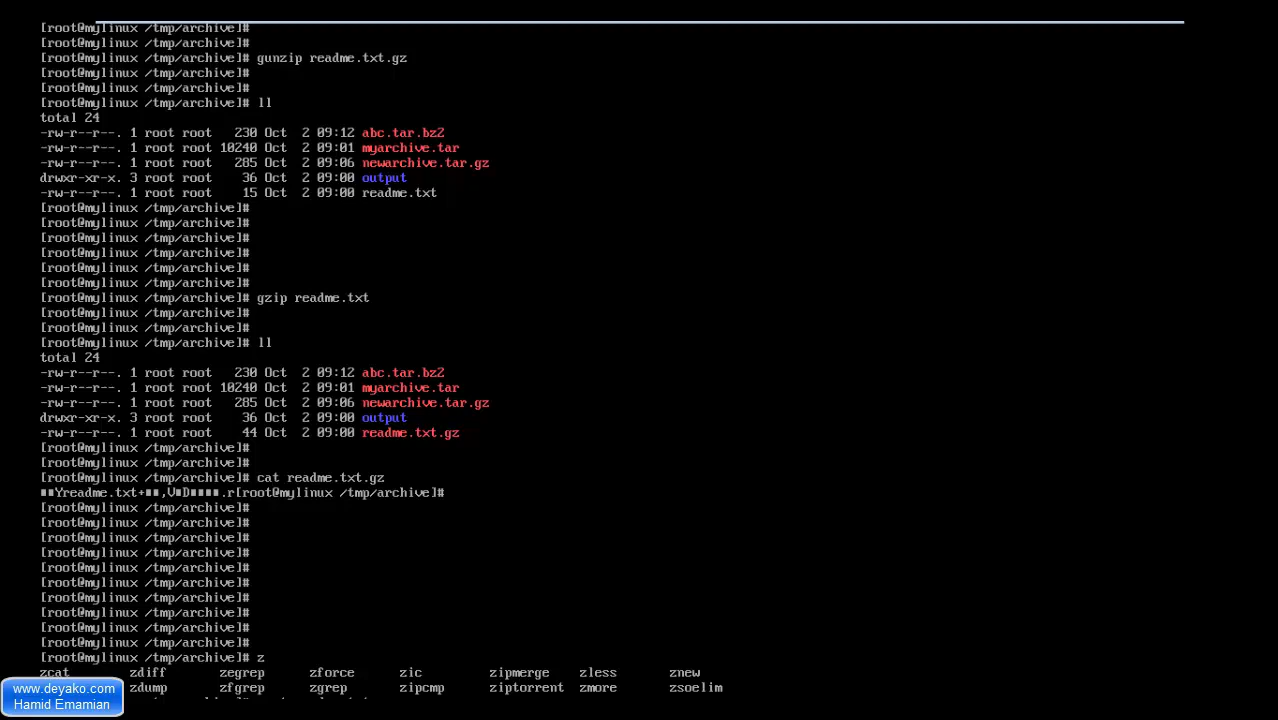 [root@mylinux /tmp/archive]#
[root@mylinux /tmp/archive]#
[root@mylinux /tmp/archive]# gunzip readme.txt.gz
[root@mylinux /tmp/archive]#
[root@mylinux /tmp/archive]#
[root@mylinux /tmp/archive]# ll
total 24
-rw-r--r--. 1 root root   230 Oct  2 09:12 abc.tar.bz2
-rw-r--r--. 1 root root 10240 Oct  2 09:01 myarchive.tar
-rw-r--r--. 1 root root   285 Oct  2 09:06 newarchive.tar.gz
drwxr-xr-x. 3 root root    36 Oct  2 09:00 output
-rw-r--r--. 1 root root    15 Oct  2 09:00 readme.txt
[root@mylinux /tmp/archive]#
[root@mylinux /tmp/archive]#
[root@mylinux /tmp/archive]#
[root@mylinux /tmp/archive]#
[root@mylinux /tmp/archive]#
[root@mylinux /tmp/archive]#
[root@mylinux /tmp/archive]# gzip readme.txt
[root@mylinux /tmp/archive]#
[root@mylinux /tmp/archive]#
[root@mylinux /tmp/archive]# ll
total 24
-rw-r--r--. 1 root root   230 Oct  2 09:12 abc.tar.bz2
-rw-r--r--. 1 root root 10240 Oct  2 09:01 myarchive.tar
-rw-r--r--. 1 root root   285 Oct  2 09:06 newarchive.tar.gz
drwxr-xr-x. 3 root root    36 Oct  2 09:00 output
-rw-r--r--. 1 root root    44 Oct  2 09:00 readme.txt.gz
[root@mylinux /tmp/archive]#
[root@mylinux /tmp/archive]#
[root@mylinux /tmp/archive]# cat readme.txt.gz
▮▮Yreadme.txt+▮▮,V▮D▮▮▮▮.r[root@mylinux /tmp/archive]#
[root@mylinux /tmp/archive]#
[root@mylinux /tmp/archive]#
[root@mylinux /tmp/archive]#
[root@mylinux /tmp/archive]#
[root@mylinux /tmp/archive]#
[root@mylinux /tmp/archive]#
[root@mylinux /tmp/archive]#
[root@mylinux /tmp/archive]#
[root@mylinux /tmp/archive]#
[root@mylinux /tmp/archive]#
[root@mylinux /tmp/archive]# z
zcat zdiff zegrep zforce zic zipmerge zless znew
zdump zfgrep zgrep zipcmp ziptorrent zmore zsoelim
www.deyako.com
Hamid Emamian